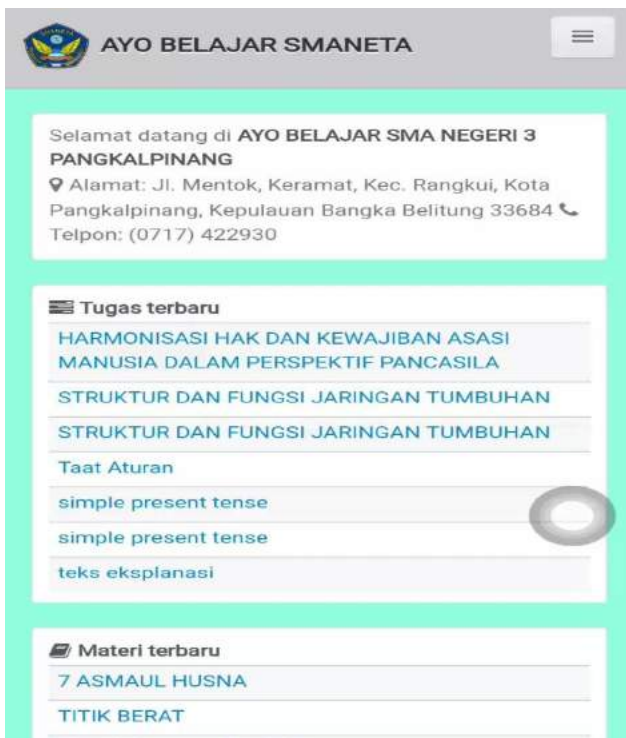 AYO BELAJAR SMANETA
Selamat datang di AYO BELAJAR SMA NEGERI 3
PANGKALPINANG
Alamat: Jl. Mentok, Keramat, Kec. Rangkui, Kota
Pangkalpinang, Kepulauan Bangka Belitung 33684
Telpon: (0717) 422930
Tugas terbaru
HARMONISASI HAK DAN KEWAJIBAN ASASI
MANUSIA DALAM PERSPEKTIF PANCASILA
STRUKTUR DAN FUNGSI JARINGAN TUMBUHAN
STRUKTUR DAN FUNGSI JARINGAN TUMBUHAN
Taat Aturan
simple present tense
simple present tense
teks eksplanasi
Materi terbaru
7 ASMAUL HUSNA
TITIK BERAT